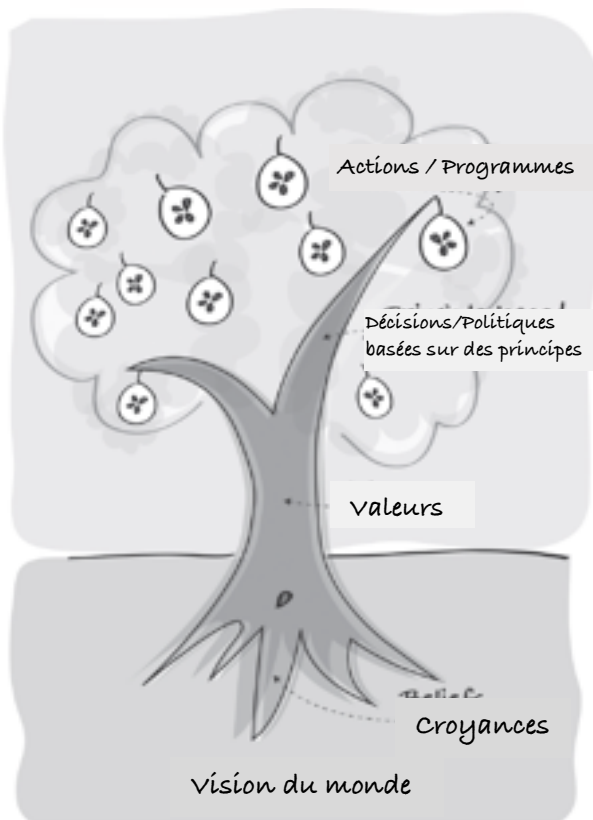 Actions / Programmes
Décisions/Politiques
basées sur des principes
Valeurs
Croyances
Vision du monde